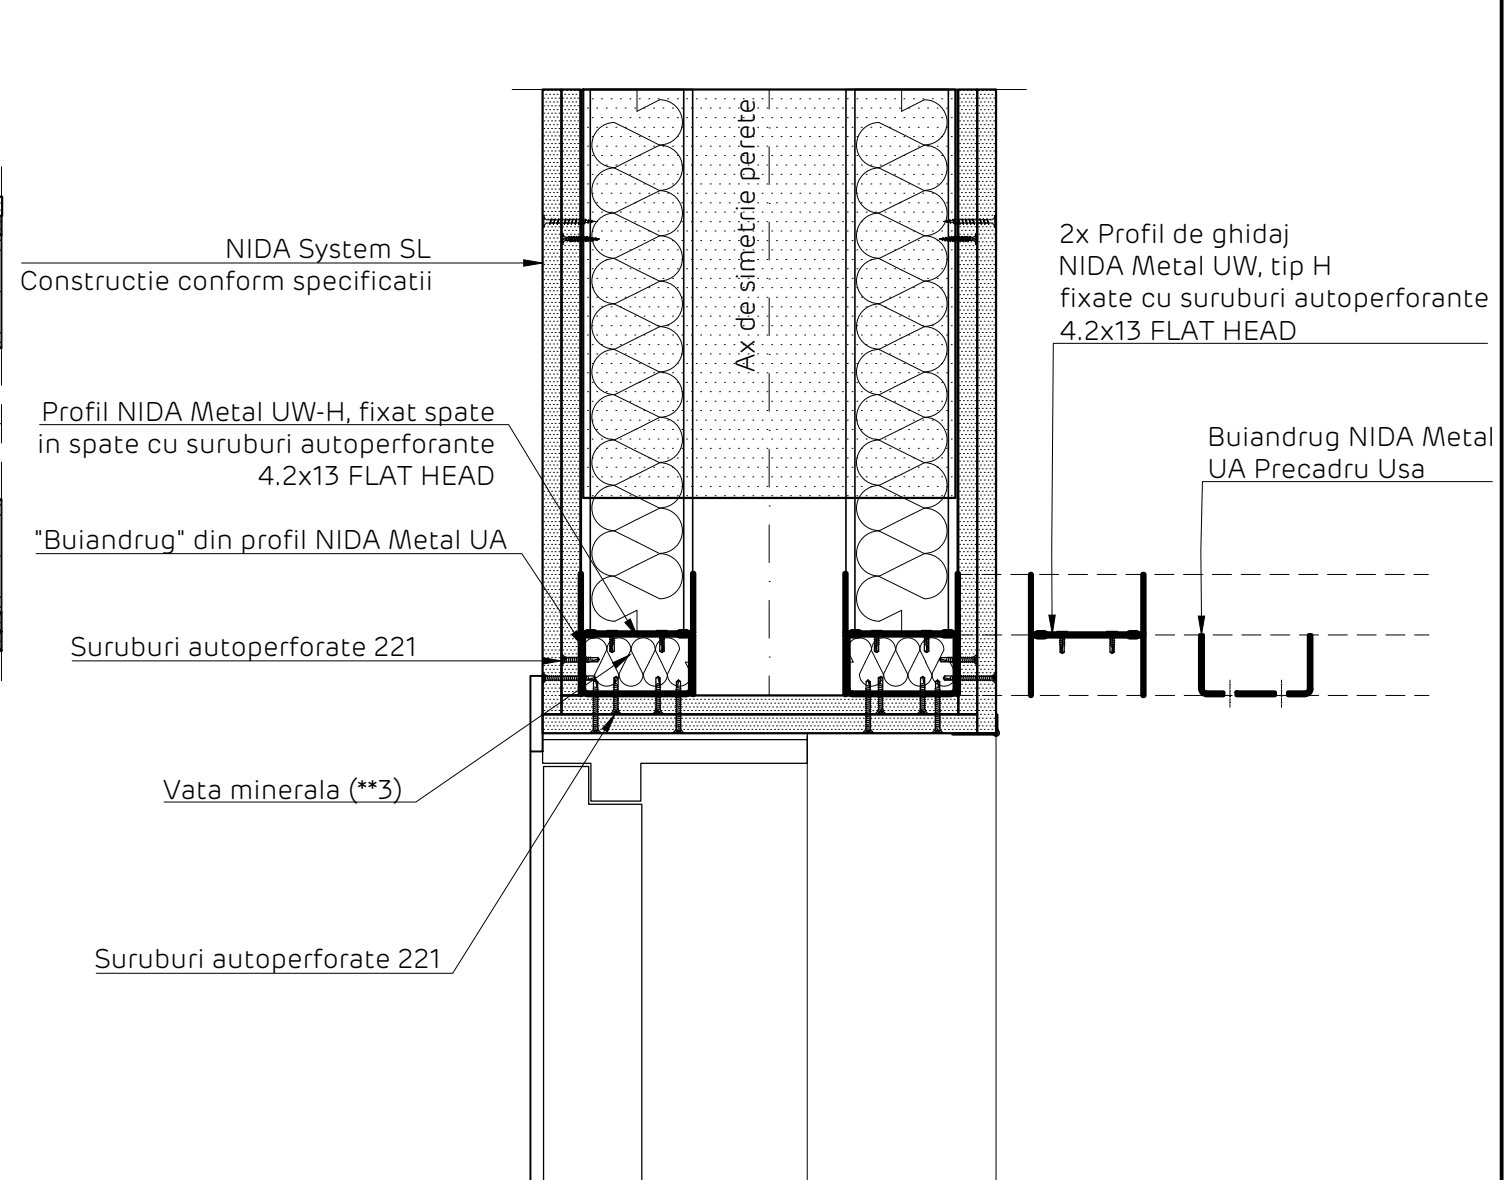 Ax de simetrie perete
NIDA System SL
Constructie conform specificatii
2x Profil de ghidaj
NIDA Metal UW, tip H
fixate cu suruburi autoperforante
4.2x13 FLAT HEAD
Profil NIDA Metal UW-H, fixat spate
in spate cu suruburi autoperforante
4.2x13 FLAT HEAD
Buiandrug NIDA Metal
UA Precadru Usa
"Buiandrug" din profil NIDA Metal UA
Suruburi autoperforate 221
Vata minerala (**3)
Suruburi autoperforate 221